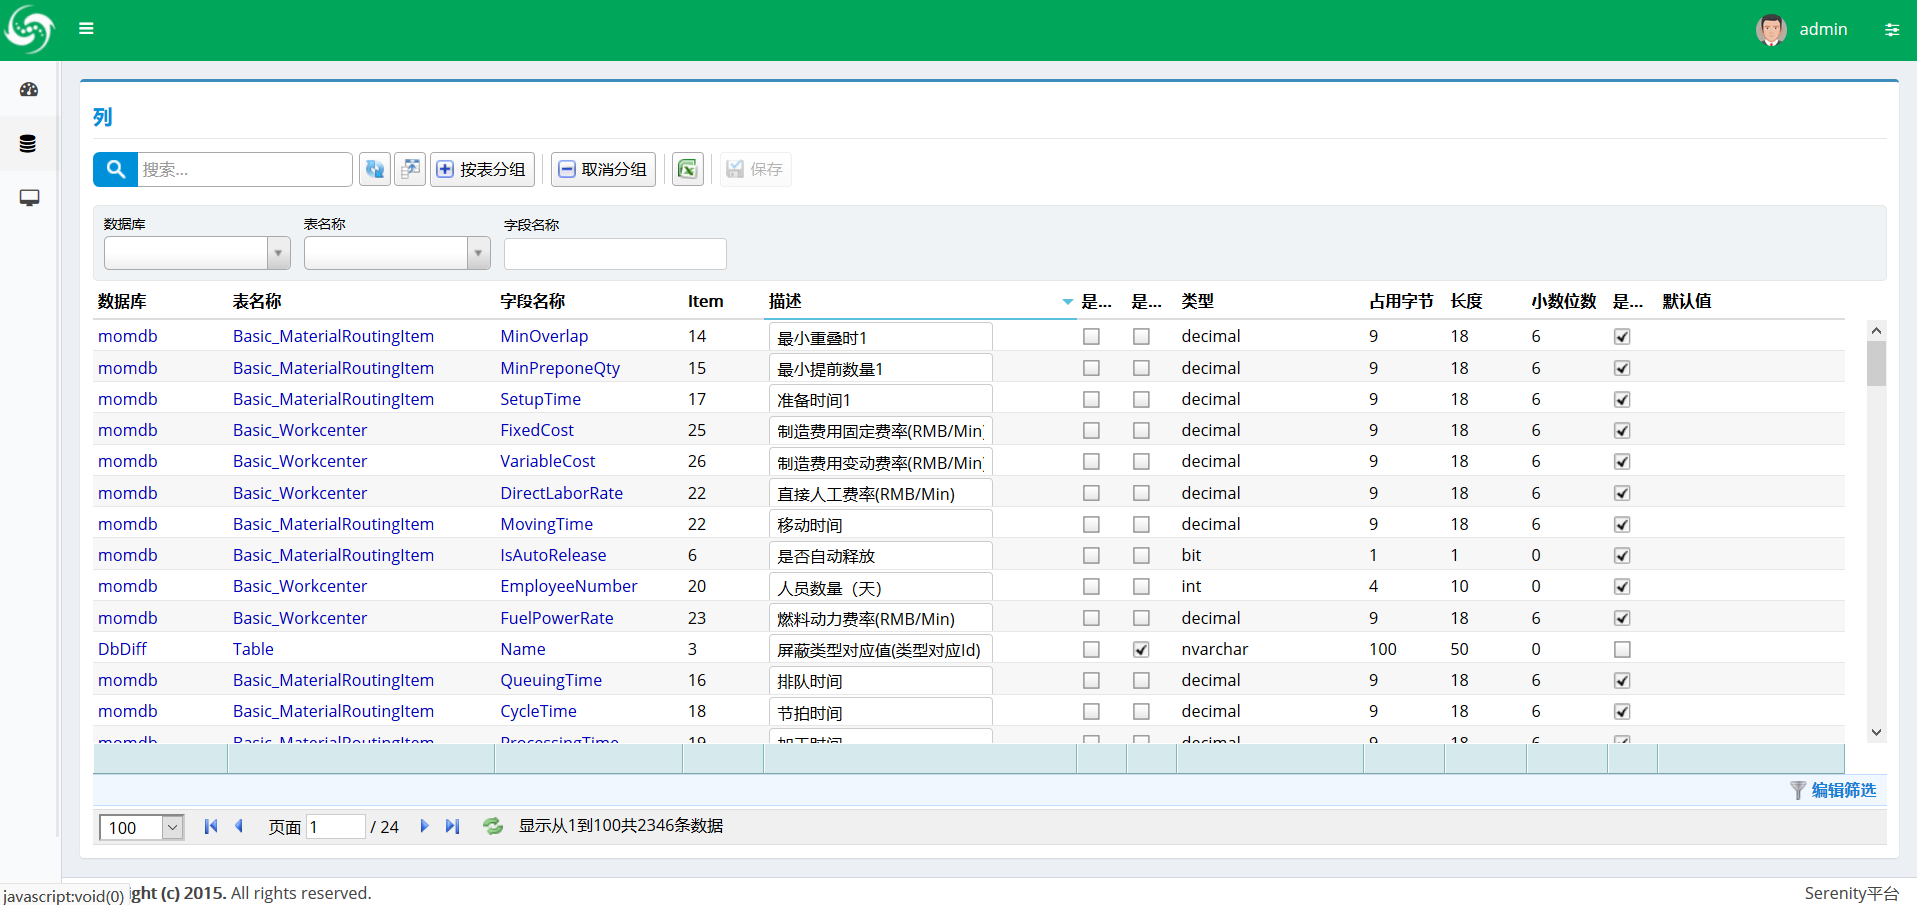 admin
列
搜索... 按表分组 取消分组 保存
数据库 表名称 字段名称
数据库 表名称 字段名称 Item 描述 是... 是... 类型 占用字节 长度 小数位数 是... 默认值
momdb Basic_MaterialRoutingItem MinOverlap 14 最小重叠时1 decimal 9 18 6
momdb Basic_MaterialRoutingItem MinPreponeQty 15 最小提前数量1 decimal 9 18 6
momdb Basic_MaterialRoutingItem SetupTime 17 准备时间1 decimal 9 18 6
momdb Basic_Workcenter FixedCost 25 制造费用固定费率(RMB/Min) decimal 9 18 6
momdb Basic_Workcenter VariableCost 26 制造费用变动费率(RMB/Min) decimal 9 18 6
momdb Basic_Workcenter DirectLaborRate 22 直接人工费率(RMB/Min) decimal 9 18 6
momdb Basic_MaterialRoutingItem MovingTime 22 移动时间 decimal 9 18 6
momdb Basic_MaterialRoutingItem IsAutoRelease 6 是否自动释放 bit 1 1 0
momdb Basic_Workcenter EmployeeNumber 20 人员数量（天） int 4 10 0
momdb Basic_Workcenter FuelPowerRate 23 燃料动力费率(RMB/Min) decimal 9 18 6
DbDiff Table Name 3 屏蔽类型对应值(类型对应Id) nvarchar 100 50 0
momdb Basic_MaterialRoutingItem QueuingTime 16 排队时间 decimal 9 18 6
momdb Basic_MaterialRoutingItem CycleTime 18 节拍时间 decimal 9 18 6
momdb Basic_MaterialRoutingItem ProcessingTime 19 加工时间 decimal 9 18 6
编辑筛选
100 页面 1 / 24 显示从1到100共2346条数据
javascript:void(0) ight (c) 2015. All rights reserved. Serenity平台